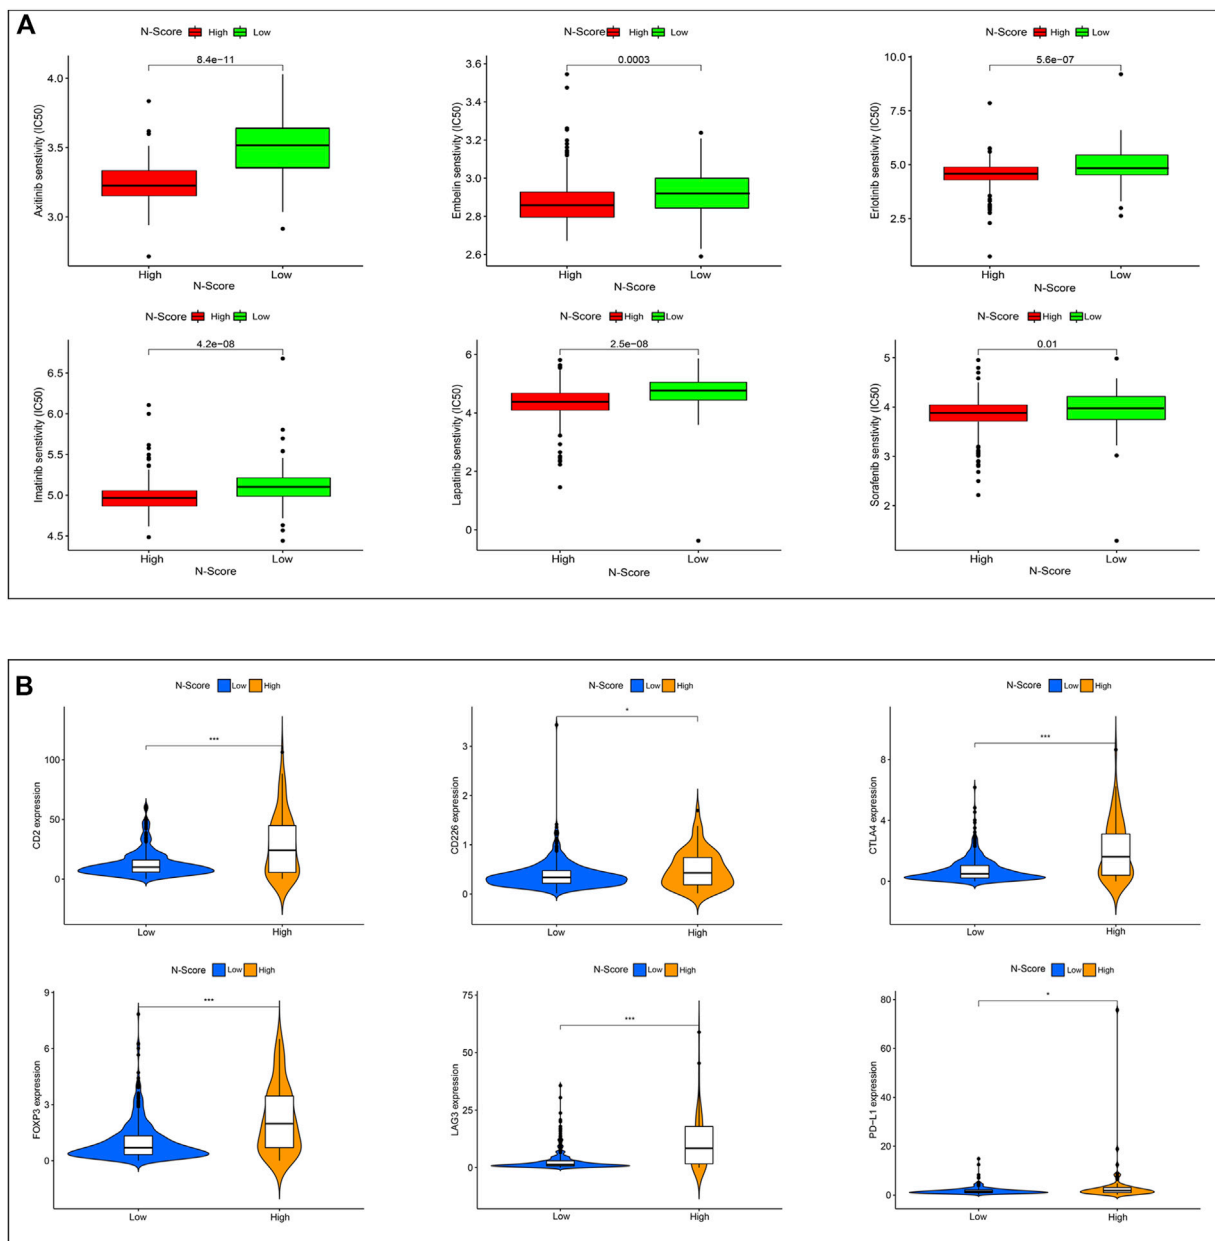 A
N-Score High Low
8.4e-11
Axitinib senstivity (IC50)
4.0
3.5
3.0
High Low
N-Score
N-Score High Low
0.0003
Embelin senstivity (IC50)
3.6
3.4
3.2
3.0
2.8
2.6
High Low
N-Score
N-Score High Low
5.6e-07
Erlotinib senstivity (IC50)
10.0
7.5
5.0
2.5
High Low
N-Score
N-Score High Low
4.2e-08
Imatinib senstivity (IC50)
6.5
6.0
5.5
5.0
4.5
High Low
N-Score
N-Score High Low
2.5e-08
Lapatinib senstivity (IC50)
6
4
2
0
High Low
N-Score
N-Score High Low
0.01
Sorafenib senstivity (IC50)
5
4
3
2
High Low
N-Score
B
N-Score Low High
***
CD2 expression
100
50
0
Low High
N-Score Low High
*
CD226 expression
3
2
1
0
Low High
N-Score Low High
***
CTLA4 expression
8
4
0
Low High
N-Score Low High
***
FOXP3 expression
9
6
3
0
Low High
N-Score Low High
***
LAG3 expression
75
50
25
0
Low High
N-Score Low High
*
PD-L1 expression
80
60
40
20
0
Low High